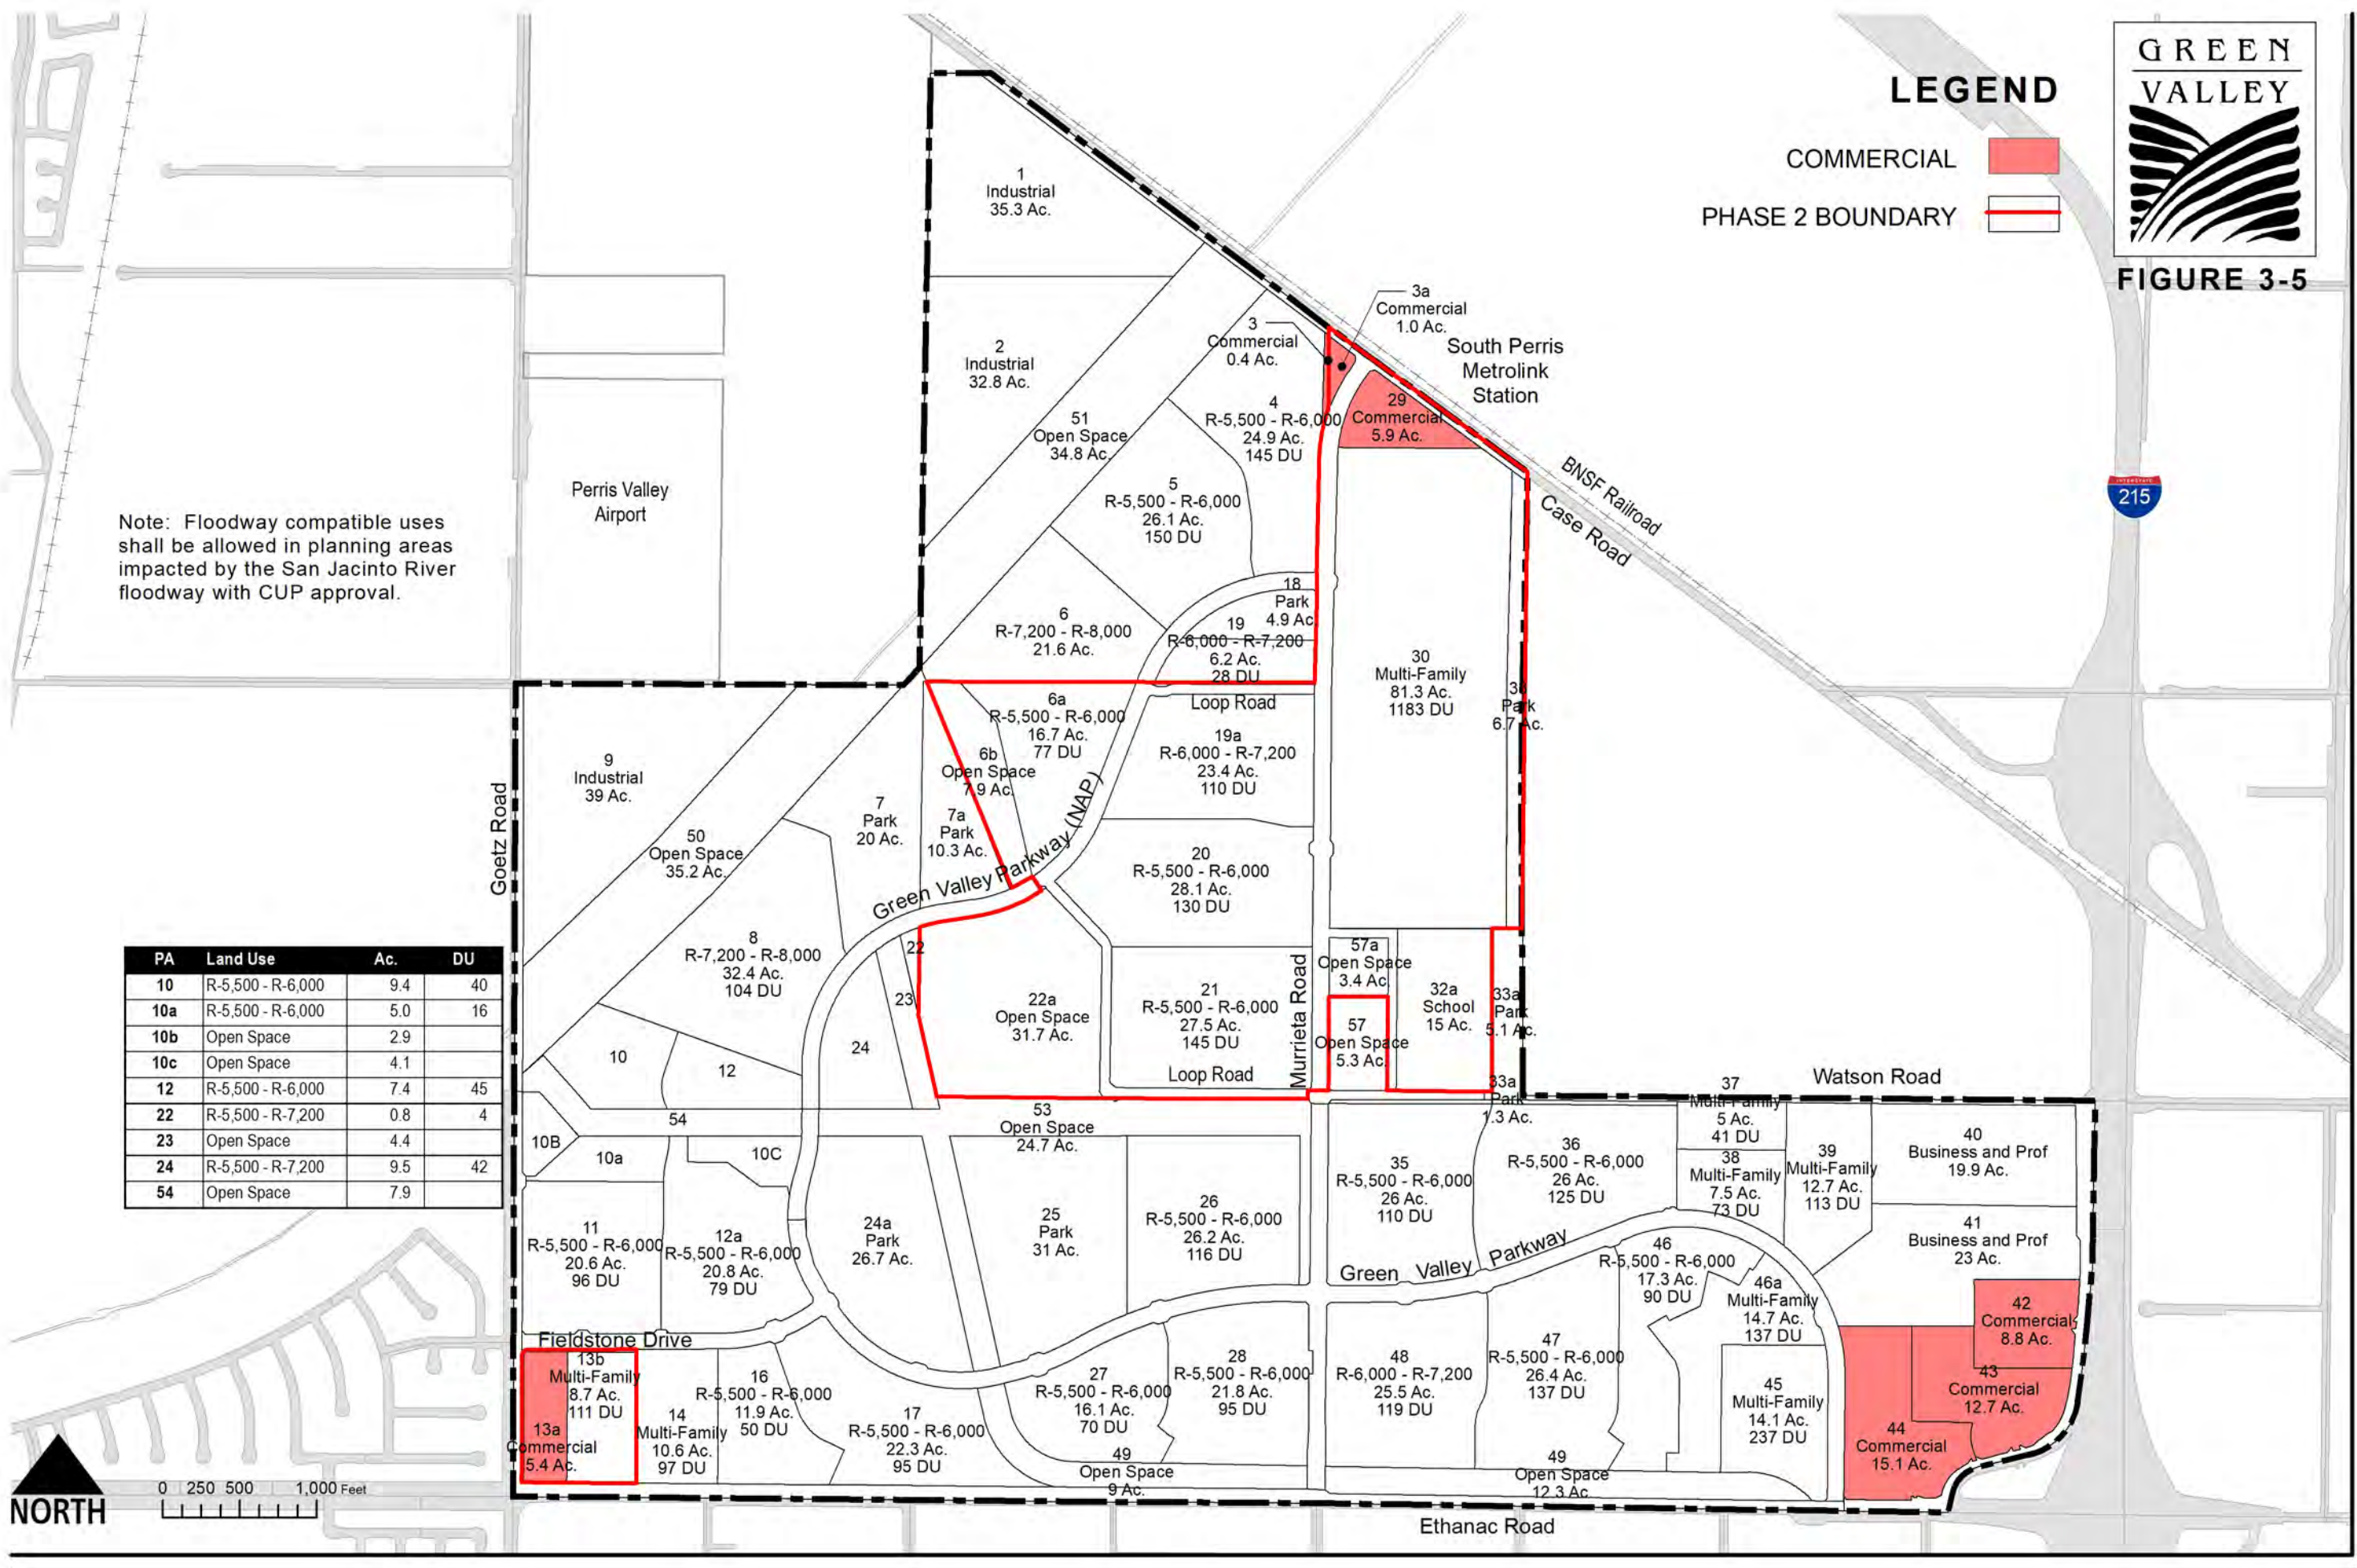 GREEN
VALLEY
FIGURE 3-5
LEGEND
COMMERCIAL
PHASE 2 BOUNDARY
INTERSTATE
215
1
Industrial
35.3 Ac.
2
Industrial
32.8 Ac.
3a
Commercial
1.0 Ac.
3
Commercial
0.4 Ac.
South Perris
Metrolink
Station
29
Commercial
5.9 Ac.
4
R-5,500 - R-6,000
24.9 Ac.
145 DU
51
Open Space
34.8 Ac.
BNSF Railroad
Case Road
5
R-5,500 - R-6,000
26.1 Ac.
150 DU
Perris Valley
Airport
Note: Floodway compatible uses
shall be allowed in planning areas
impacted by the San Jacinto River
floodway with CUP approval.
18
Park
4.9 Ac
6
R-7,200 - R-8,000
21.6 Ac.
19
R-6,000 - R-7,200
6.2 Ac.
28 DU
30
Multi-Family
81.3 Ac.
1183 DU
Park
6.7 Ac.
Loop Road
6a
R-5,500 - R-6,000
16.7 Ac.
77 DU
6b
Open Space
7.9 Ac.
19a
R-6,000 - R-7,200
23.4 Ac.
110 DU
9
Industrial
39 Ac.
Goetz Road
7
Park
20 Ac.
7a
Park
10.3 Ac.
Green Valley Parkway (NAP)
50
Open Space
35.2 Ac.
20
R-5,500 - R-6,000
28.1 Ac.
130 DU
8
R-7,200 - R-8,000
32.4 Ac.
104 DU
22
23
24
22a
Open Space
31.7 Ac.
21
R-5,500 - R-6,000
27.5 Ac.
145 DU
Loop Road
Murrieta Road
57a
Open Space
3.4 Ac.
57
Open Space
5.3 Ac.
32a
School
15 Ac.
33a
Park
5.1 Ac.
33a
Park
1.3 Ac.
PA Land Use Ac. DU
10 R-5,500 - R-6,000 9.4 40
10a R-5,500 - R-6,000 5.0 16
10b Open Space 2.9
10c Open Space 4.1
12 R-5,500 - R-6,000 7.4 45
22 R-5,500 - R-7,200 0.8 4
23 Open Space 4.4
24 R-5,500 - R-7,200 9.5 42
54 Open Space 7.9
10
12
54
10B
10a
10C
53
Open Space
24.7 Ac.
Watson Road
37
Multi-Family
5 Ac.
41 DU
38
Multi-Family
7.5 Ac.
73 DU
39
Multi-Family
12.7 Ac.
113 DU
40
Business and Prof
19.9 Ac.
41
Business and Prof
23 Ac.
35
R-5,500 - R-6,000
26 Ac.
110 DU
36
R-5,500 - R-6,000
26 Ac.
125 DU
11
R-5,500 - R-6,000
20.6 Ac.
96 DU
12a
R-5,500 - R-6,000
20.8 Ac.
79 DU
24a
Park
26.7 Ac.
25
Park
31 Ac.
26
R-5,500 - R-6,000
26.2 Ac.
116 DU
Green Valley Parkway
46
R-5,500 - R-6,000
17.3 Ac.
90 DU
46a
Multi-Family
14.7 Ac.
137 DU
42
Commercial
8.8 Ac.
43
Commercial
12.7 Ac.
44
Commercial
15.1 Ac.
45
Multi-Family
14.1 Ac.
237 DU
Fieldstone Drive
13b
Multi-Family
8.7 Ac.
111 DU
13a
Commercial
5.4 Ac.
14
Multi-Family
10.6 Ac.
97 DU
16
R-5,500 - R-6,000
11.9 Ac.
50 DU
17
R-5,500 - R-6,000
22.3 Ac.
95 DU
27
R-5,500 - R-6,000
16.1 Ac.
70 DU
28
R-5,500 - R-6,000
21.8 Ac.
95 DU
48
R-6,000 - R-7,200
25.5 Ac.
119 DU
47
R-5,500 - R-6,000
26.4 Ac.
137 DU
49
Open Space
9 Ac.
49
Open Space
12.3 Ac.
Ethanac Road
NORTH
0 250 500 1,000 Feet